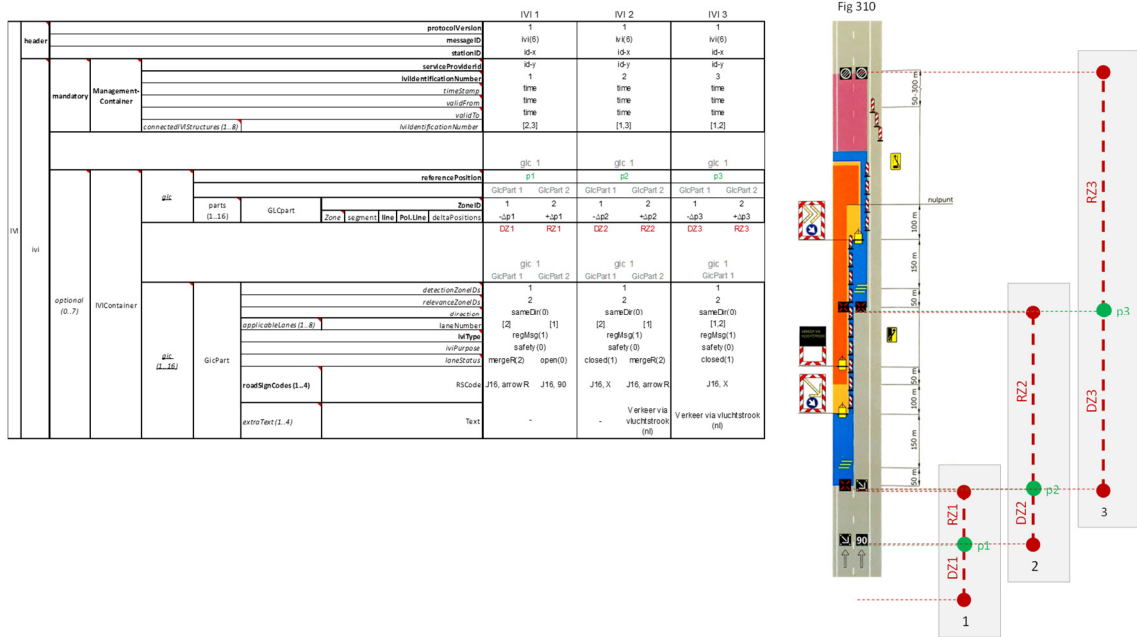 IVI 1 IVI 2 IVI 3
protocolVersion 1 1 1
header messageID ivi(6) ivi(6) ivi(6)
stationID id-x id-x id-x
serviceProviderId id-y id-y id-y
iviIdentificationNumber 1 2 3
mandatory Management-Container timeStamp time time time
validFrom time time time
validTo time time time
connectedIVIStructures (1..8) iviIdentificationNumber [2,3] [1,3] [1,2]
glc 1 glc 1 glc 1
referencePosition p1 p2 p3
glc GlcPart 1 GlcPart 2 GlcPart 1 GlcPart 2 GlcPart 1 GlcPart 2
parts (1..16) GLCpart ZoneID 1 2 1 2 1 2
Zone segment line Pol.Line deltaPositions -Δp1 +Δp1 -Δp2 +Δp2 -Δp3 +Δp3
IVI ivi DZ1 RZ1 DZ2 RZ2 DZ3 RZ3
glc 1 glc 1 glc 1
GicPart 1 GicPart 2 GicPart 1 GicPart 2 GicPart 1
detectionZoneIDs 1 1 1
optional (0..7) IVIContainer relevanceZoneIDs 2 2 2
direction sameDir(0) sameDir(0) sameDir(0)
applicableLanes (1..8) laneNumber [2] [1] [2] [1] [1,2]
iviType regMsg(1) regMsg(1) regMsg(1)
gic (1..16) GicPart iviPurpose safety(0) safety(0) safety(0)
laneStatus mergeR(2) open(0) closed(1) mergeR(2) closed(1)
roadSignCodes (1..4) RSCode J16, arrow R J16, 90 J16, X J16, arrow R J16, X
extraText (1..4) Text - - Verkeer via vluchtstrook (nl) Verkeer via vluchtstrook (nl)
Fig 310
50-300 m
nulpunt
100 m
150 m
50 m
50 m
100 m
150 m
50 m
90
RZ3
p3
DZ3
3
RZ2
p2
DZ2
2
RZ1
p1
DZ1
1